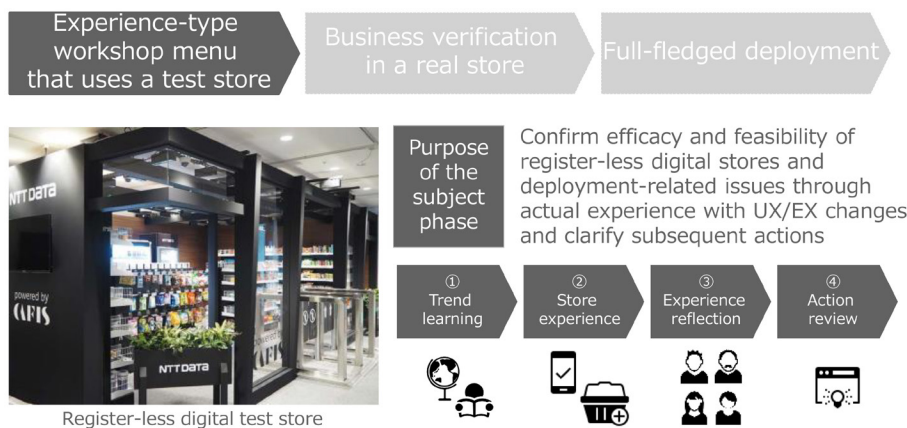 Experience-type
workshop menu
that uses a test store
Business verification
in a real store
Full-fledged deployment
NTT DATA
powered by
CAFIS
NTT DATA
Register-less digital test store
Purpose
of the
subject
phase
Confirm efficacy and feasibility of
register-less digital stores and
deployment-related issues through
actual experience with UX/EX changes
and clarify subsequent actions
①
Trend
learning
②
Store
experience
③
Experience
reflection
④
Action
review